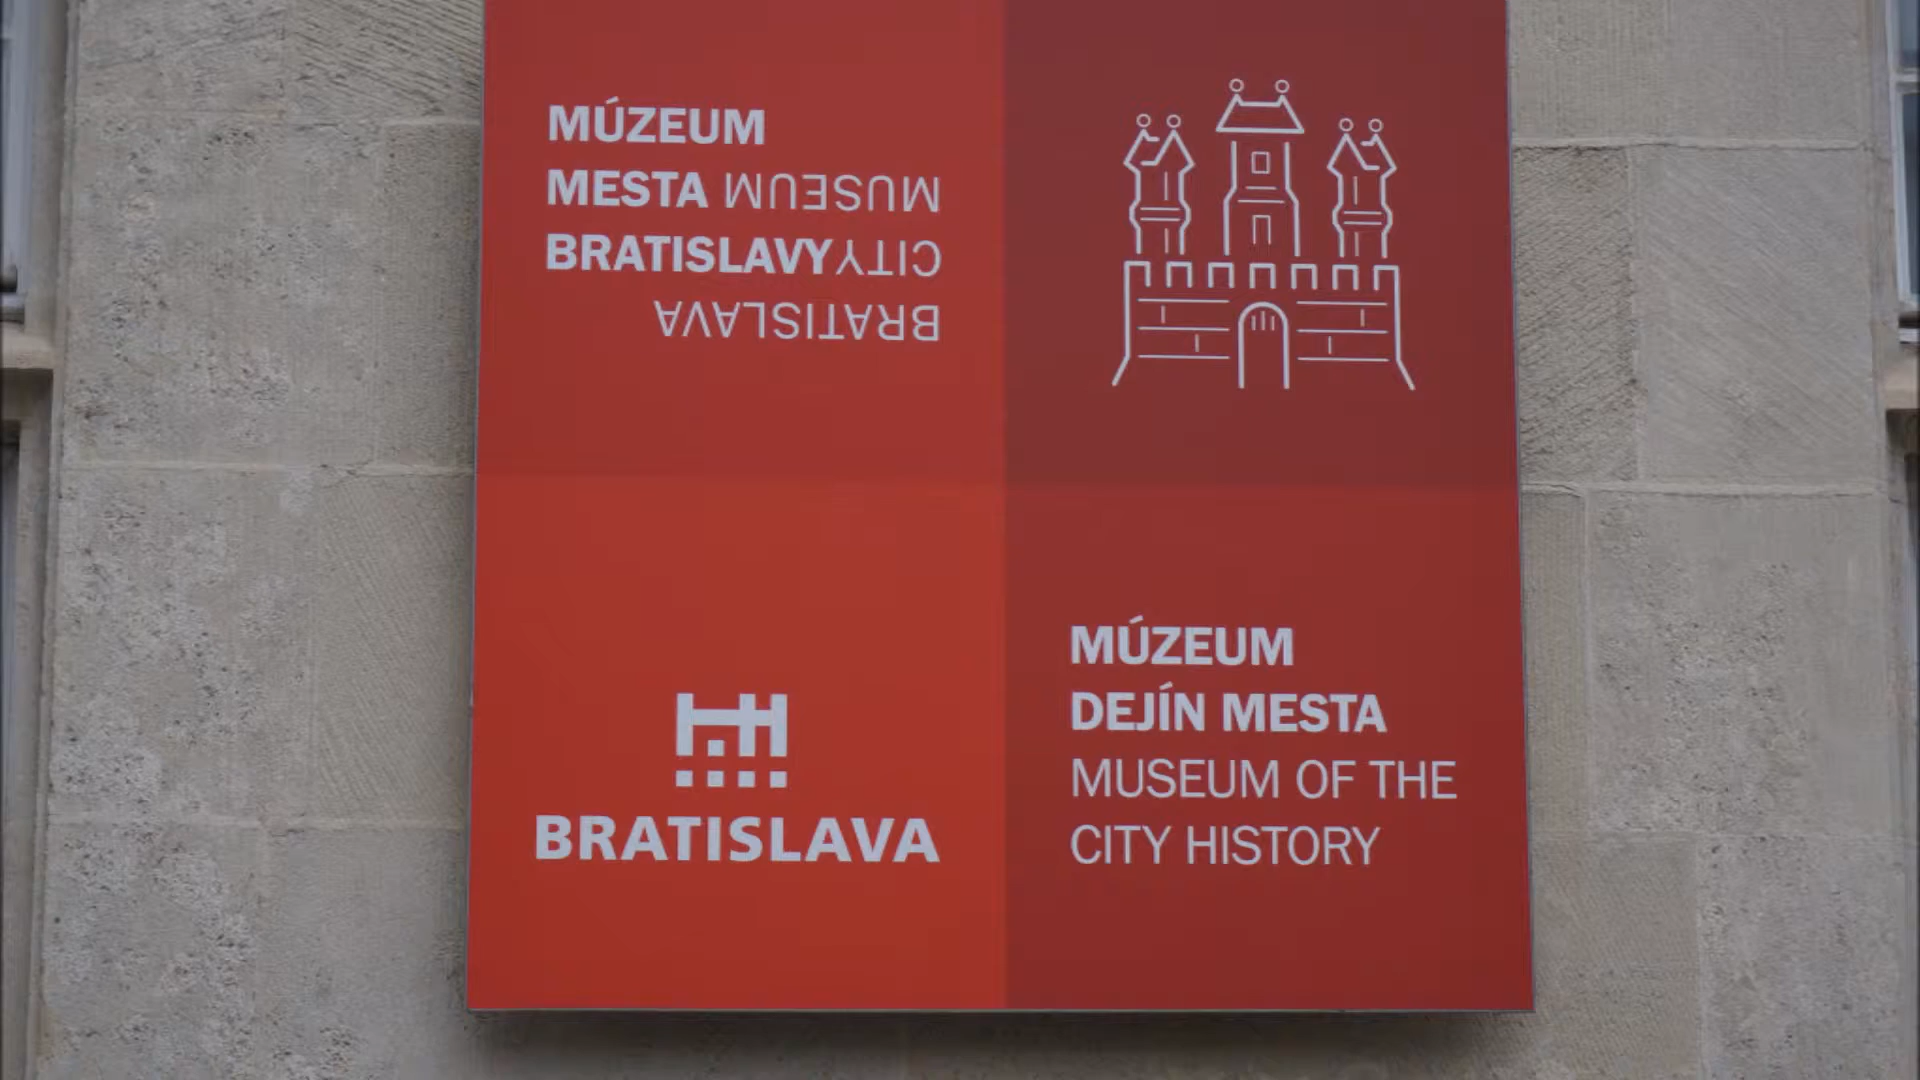 MÚZEUM
MESTA
BRATISLAVY
BRATISLAVA
CITY
MUSEUM
BRATISLAVA
MÚZEUM
DEJÍN MESTA
MUSEUM OF THE
CITY HISTORY